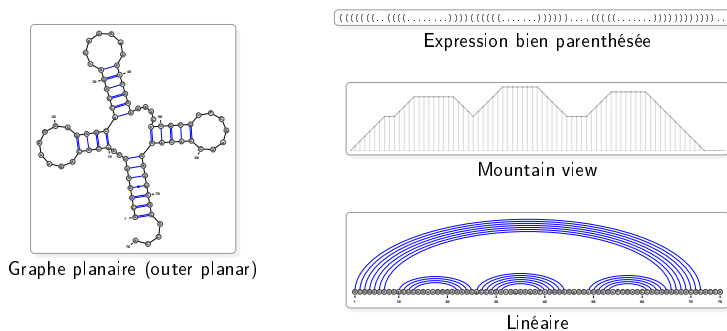 (((((((..((((........))))((((((.......))))))....(((((.......))))))))))))...
Expression bien parenthésée
Mountain view
Graphe planaire (outer planar)
Linéaire